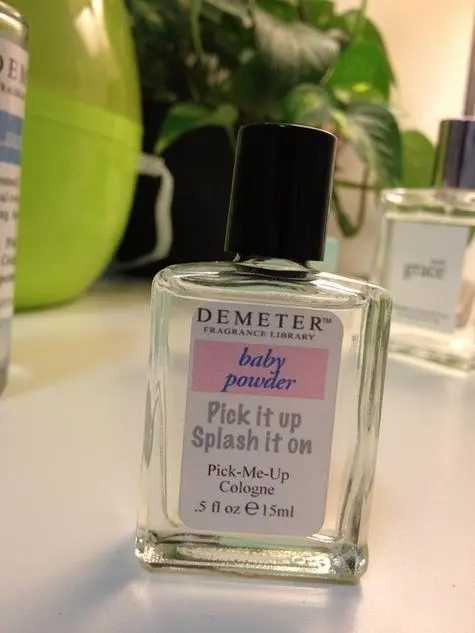 DEMETER™
FRAGRANCE LIBRARY
baby
powder
Pick it up
Splash it on
Pick-Me-Up
Cologne
.5 fl oz ℮ 15ml
grace